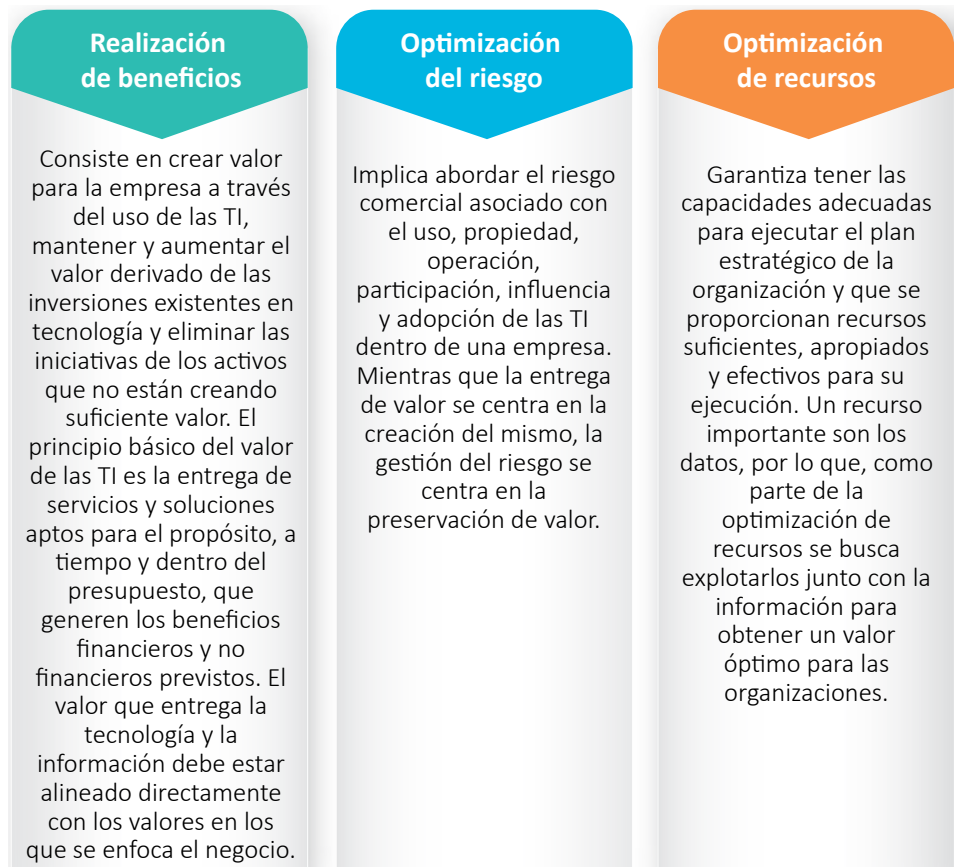 Realización
de beneficios
Consiste en crear valor
para la empresa a través
del uso de las TI,
mantener y aumentar el
valor derivado de las
inversiones existentes en
tecnología y eliminar las
iniciativas de los activos
que no están creando
suficiente valor. El
principio básico del valor
de las TI es la entrega de
servicios y soluciones
aptos para el propósito, a
tiempo y dentro del
presupuesto, que
generen los beneficios
financieros y no
financieros previstos. El
valor que entrega la
tecnología y la
información debe estar
alineado directamente
con los valores en los
que se enfoca el negocio.
Optimización
del riesgo
Implica abordar el riesgo
comercial asociado con
el uso, propiedad,
operación,
participación, influencia
y adopción de las TI
dentro de una empresa.
Mientras que la entrega
de valor se centra en la
creación del mismo, la
gestión del riesgo se
centra en la
preservación de valor.
Optimización
de recursos
Garantiza tener las
capacidades adecuadas
para ejecutar el plan
estratégico de la
organización y que se
proporcionan recursos
suficientes, apropiados
y efectivos para su
ejecución. Un recurso
importante son los
datos, por lo que, como
parte de la
optimización de
recursos se busca
explotarlos junto con la
información para
obtener un valor
óptimo para las
organizaciones.